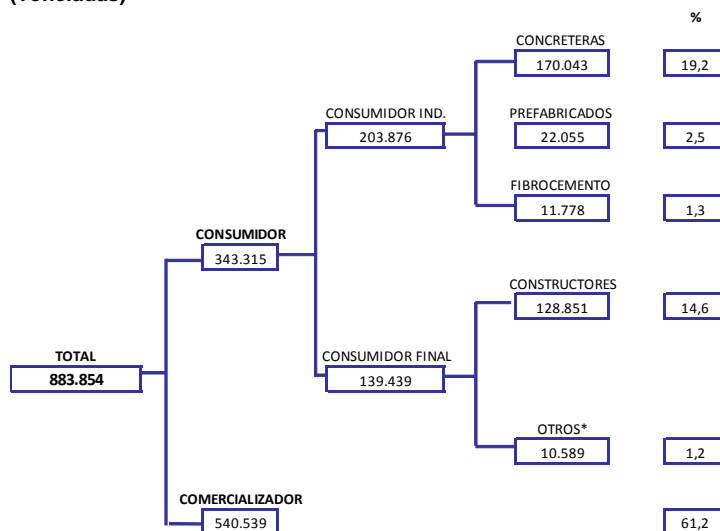 (Toneladas)
%
CONCRETERAS
170.043 19,2
CONSUMIDOR IND. PREFABRICADOS
203.876 22.055 2,5
FIBROCEMENTO
11.778 1,3
CONSUMIDOR
343.315
CONSTRUCTORES
128.851 14,6
TOTAL CONSUMIDOR FINAL
883.854 139.439
OTROS*
10.589 1,2
COMERCIALIZADOR
540.539 61,2